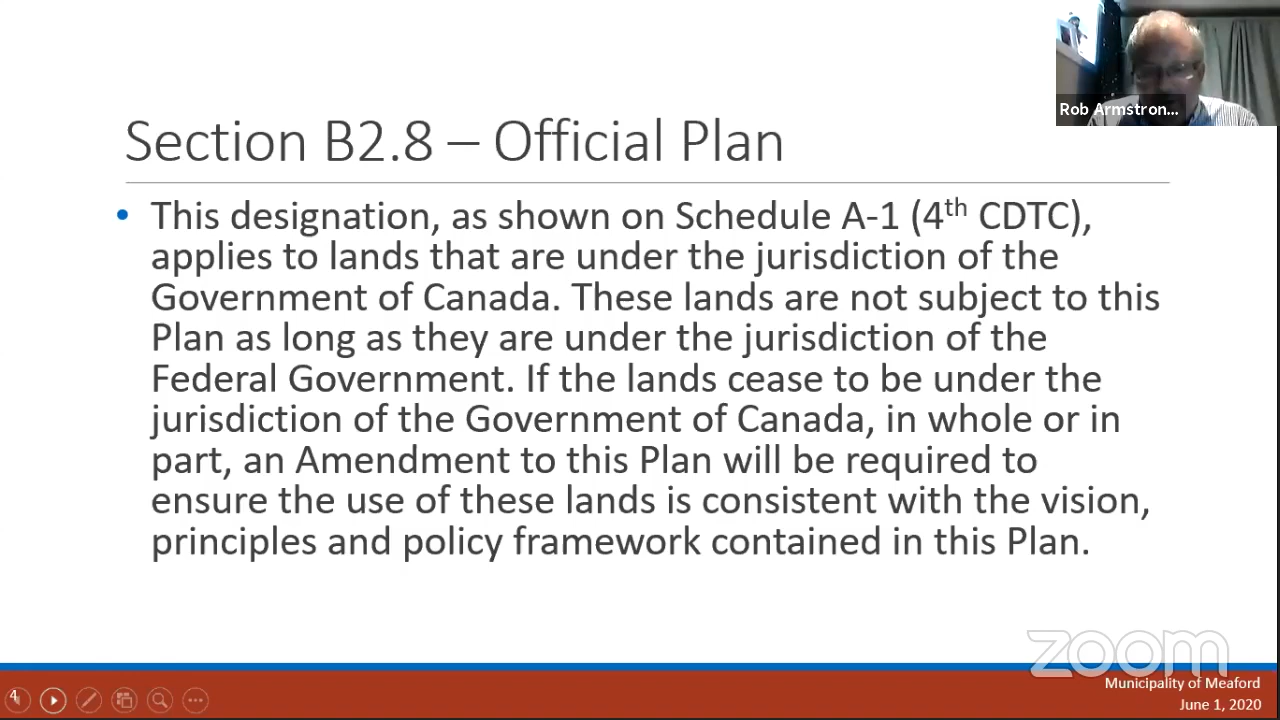 Rob Armstron...
Section B2.8 – Official Plan
• This designation, as shown on Schedule A-1 (4th CDTC),
applies to lands that are under the jurisdiction of the
Government of Canada. These lands are not subject to this
Plan as long as they are under the jurisdiction of the
Federal Government. If the lands cease to be under the
jurisdiction of the Government of Canada, in whole or in
part, an Amendment to this Plan will be required to
ensure the use of these lands is consistent with the vision,
principles and policy framework contained in this Plan.
zoom
4
Municipality of Meaford
June 1, 2020